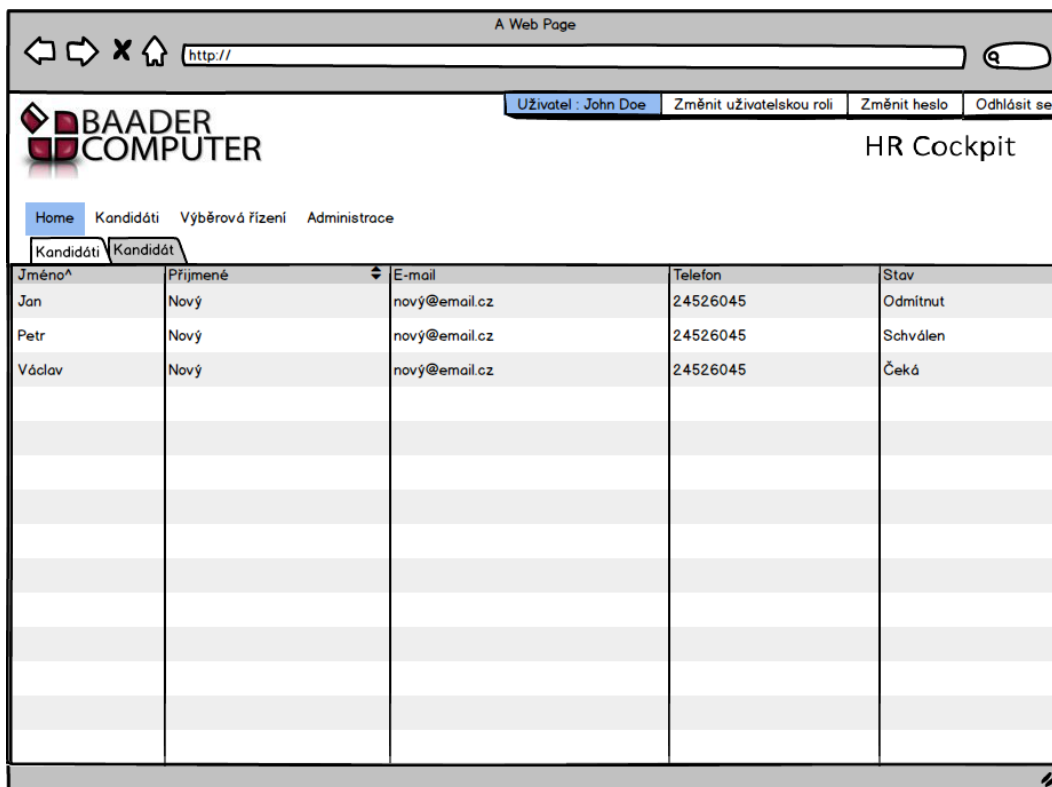 A Web Page
http://
Uživatel : John Doe Změnit uživatelskou roli Změnit heslo Odhlásit se
BAADER
COMPUTER
HR Cockpit
Home Kandidáti Výběrová řízení Administrace
Kandidáti Kandidát
Jméno^ Přijmené E-mail Telefon Stav
Jan Nový nový@email.cz 24526045 Odmítnut
Petr Nový nový@email.cz 24526045 Schválen
Václav Nový nový@email.cz 24526045 Čeká